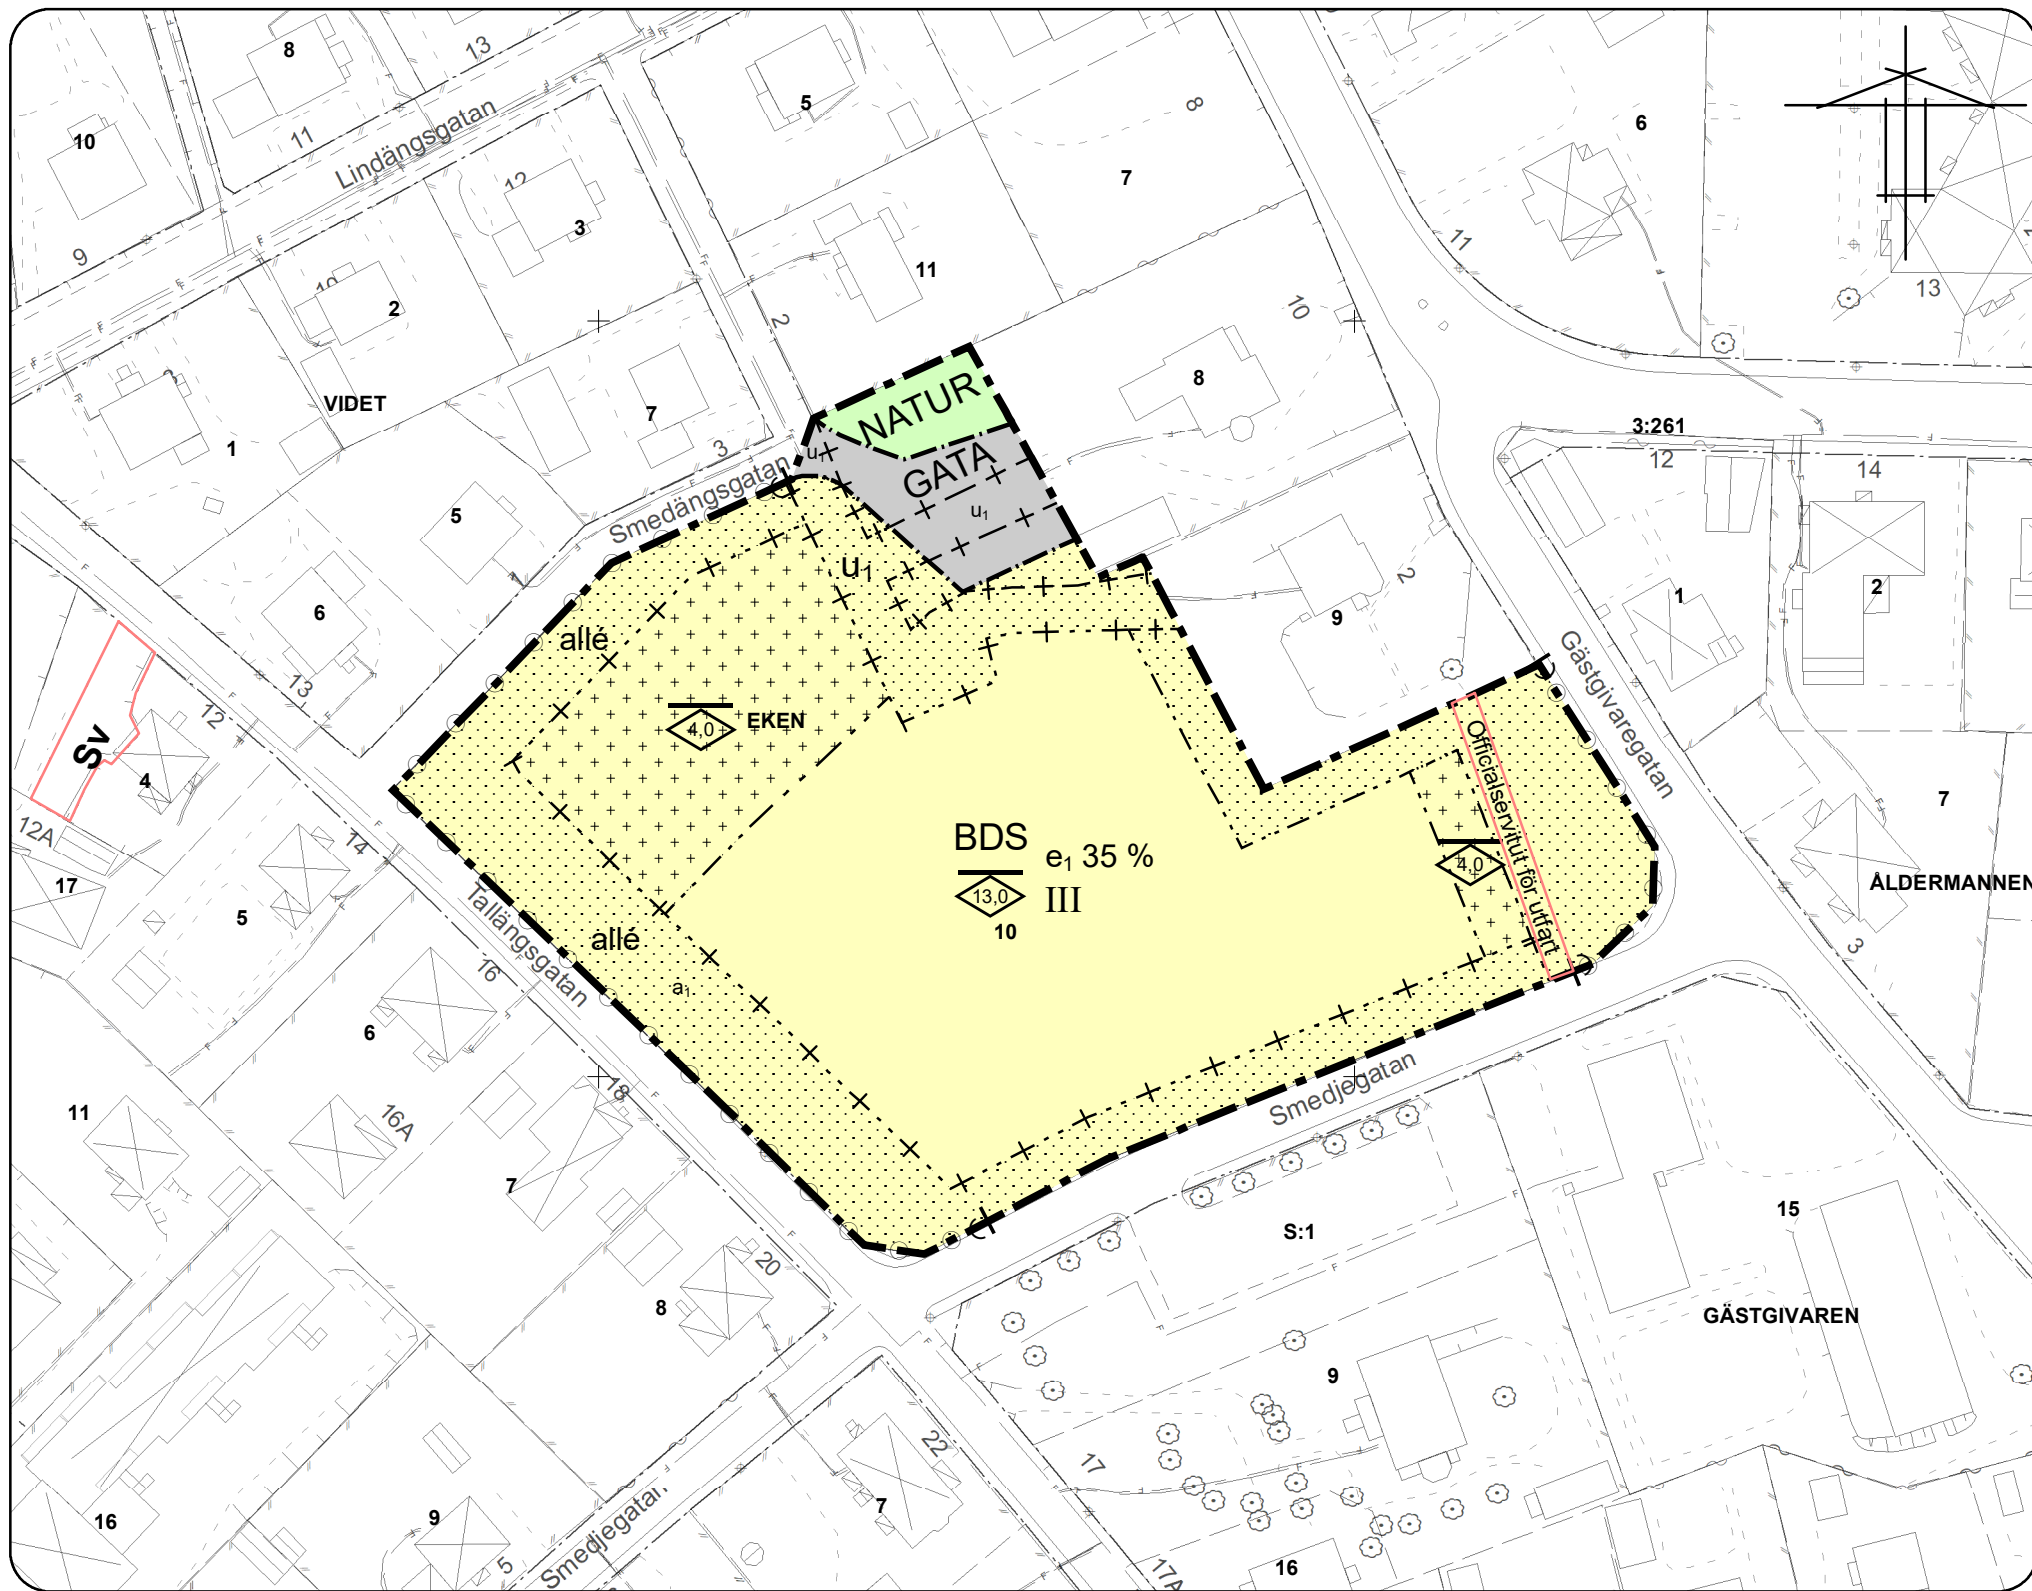 8
13
10
11
Lindängsgatan
5
8
6
12
3
7
9
11
11
13
10
2
2
10
8
VIDET
7
NATUR
3:261
1
3
u₁
GATA
12
14
Smedängsgatan
5
u₁
u₁
2
1
2
6
9
allé
Gästgivaregatan
13
12
EKEN
4,0
Sv
4
Officialservitut för utfart
7
12A
14
BDS
e₁ 35 %
4,0
13,0
III
10
17
5
Tallängsgatan
allé
ÅLDERMANNEN
3
16
a₁
6
18
Smedjegatan
11
16A
7
15
S:1
20
8
GÄSTGIVAREN
9
22
17
16
9
7
5
Smedjegatan
17A
16